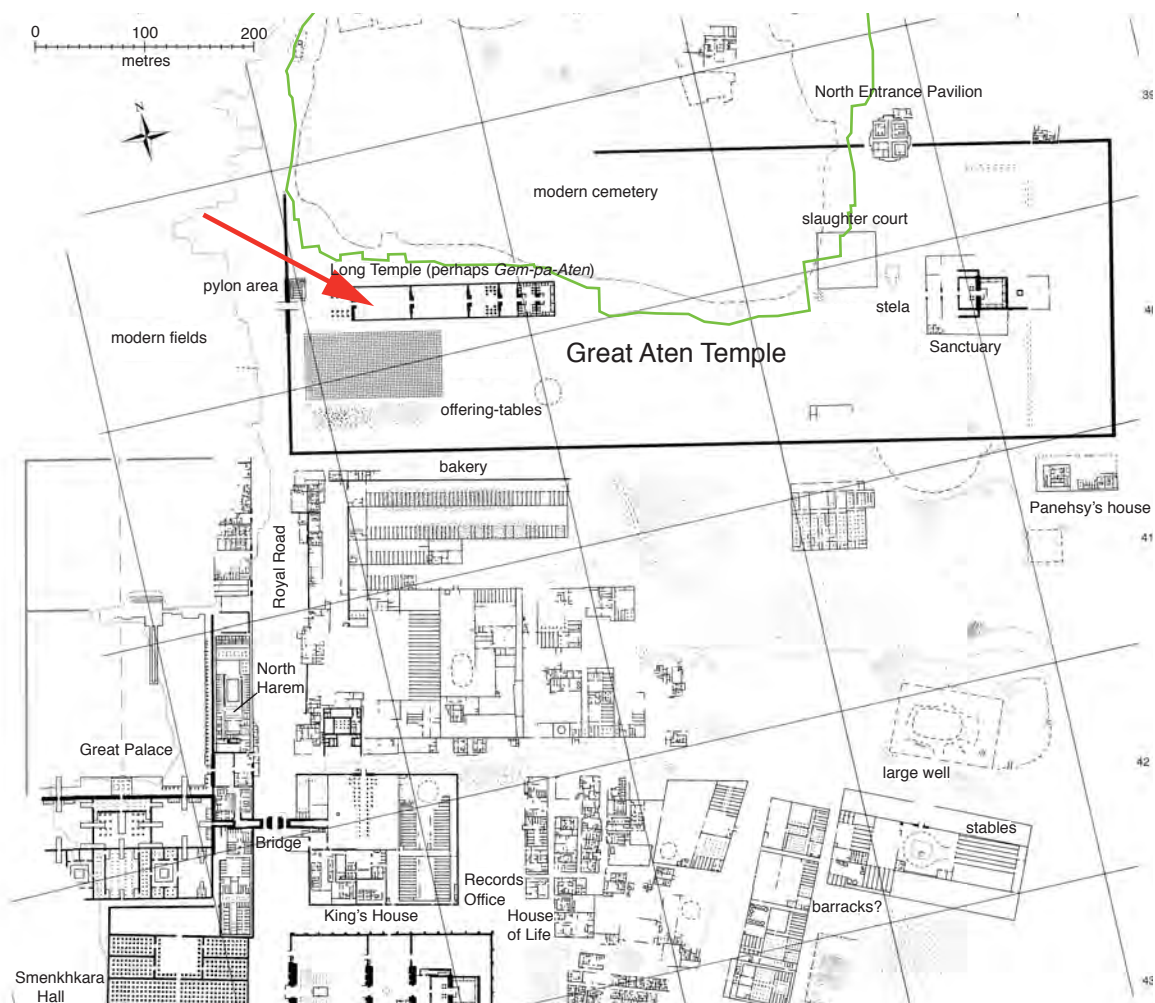 0 100 200
metres
N
North Entrance Pavilion
39
modern cemetery
slaughter court
Long Temple (perhaps Gem-pa-Aten)
pylon area
stela
40
modern fields
Great Aten Temple
Sanctuary
offering-tables
bakery
Panehsy's house
Royal Road
41
North
Harem
Great Palace
42
large well
stables
Bridge
Records
Office
barracks?
King's House
House
of Life
Smenkhkara
Hall
43